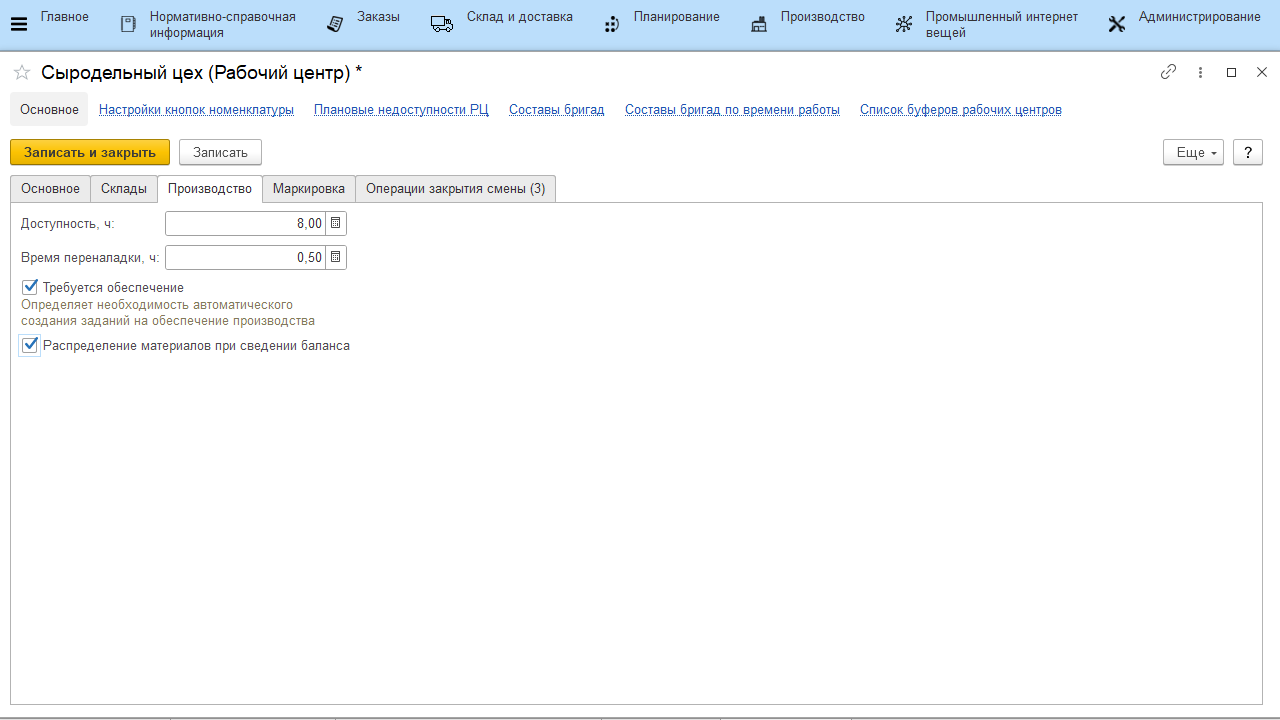 Главное
Нормативно-справочная
информация
Заказы
Склад и доставка
Планирование
Производство
Промышленный интернет
вещей
Администрирование
Сыродельный цех (Рабочий центр) *
Основное Настройки кнопок номенклатуры Плановые недоступности РЦ Составы бригад Составы бригад по времени работы Список буферов рабочих центров
Записать и закрыть Записать Еще ?
Основное Склады Производство Маркировка Операции закрытия смены (3)
Доступность, ч: 8,00
Время переналадки, ч: 0,50
Требуется обеспечение
Определяет необходимость автоматического
создания заданий на обеспечение производства
Распределение материалов при сведении баланса